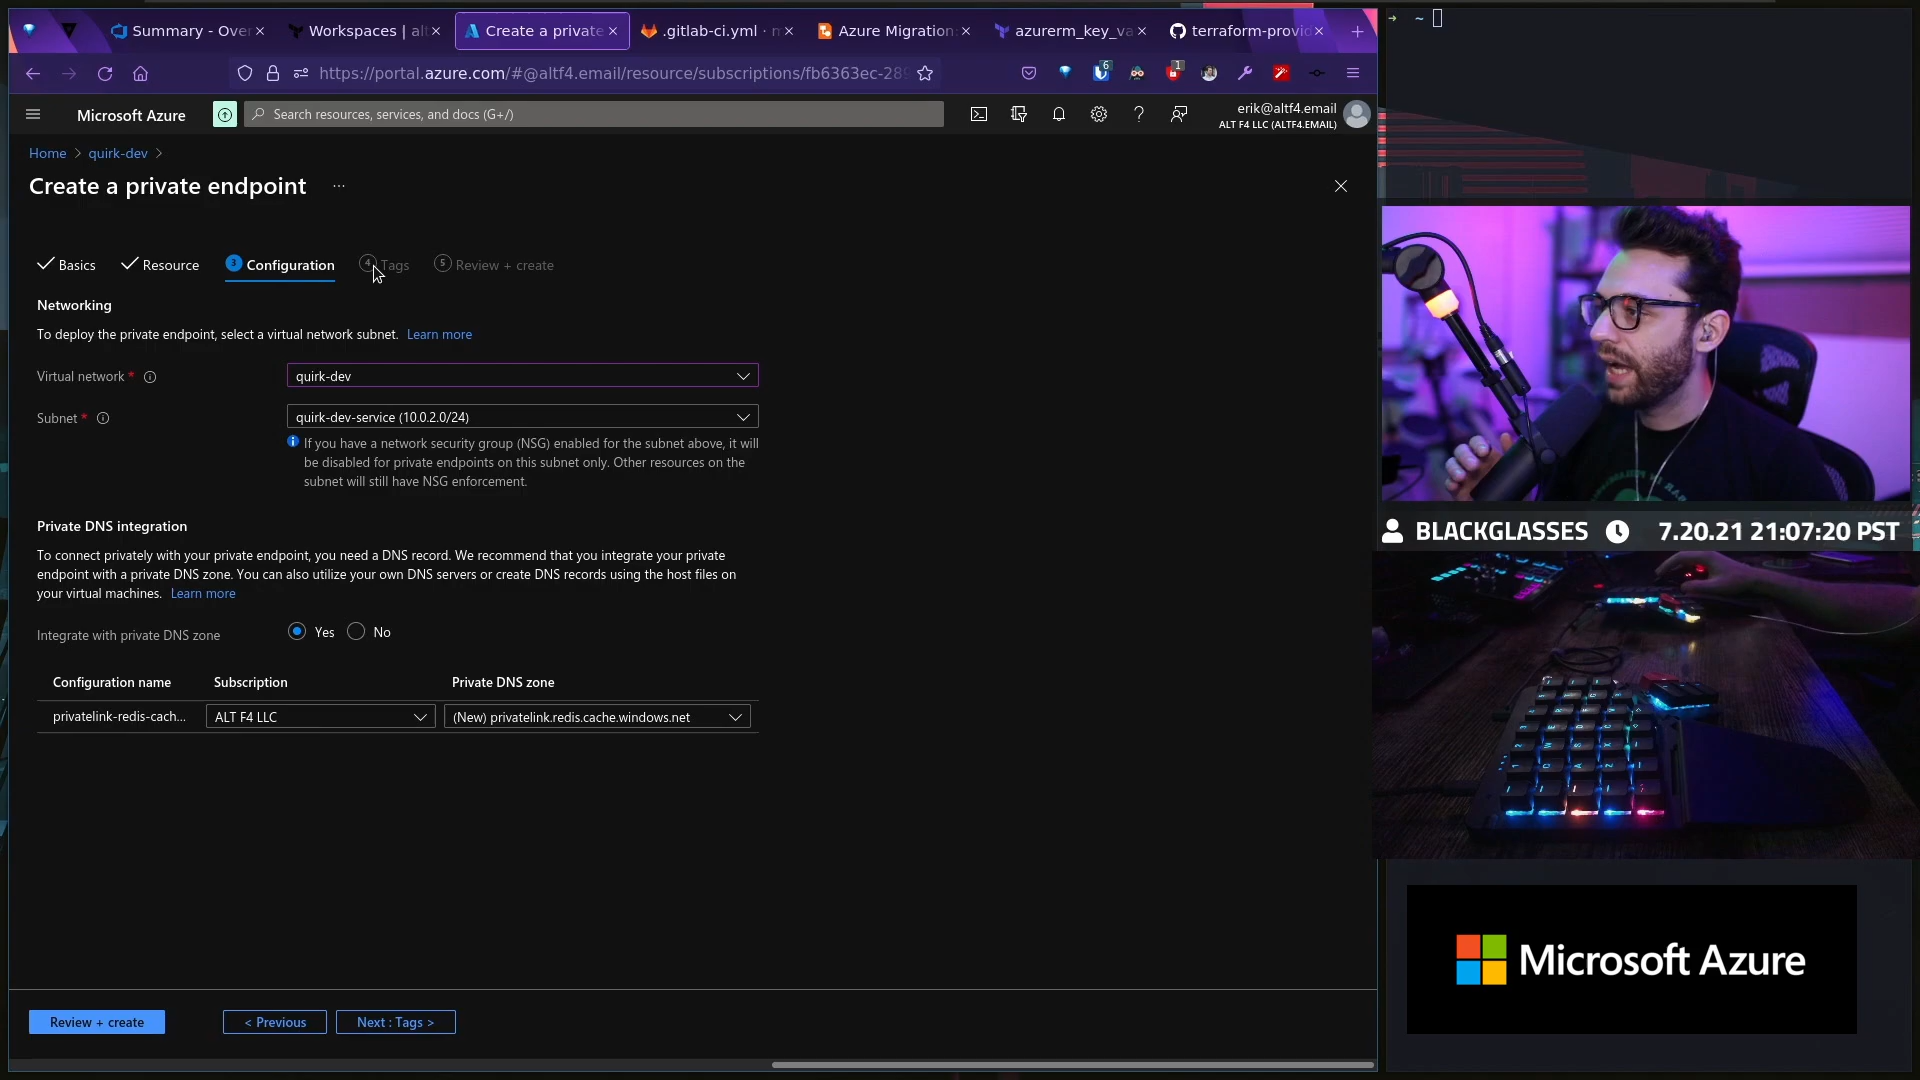 Summary - Over
Workspaces | alt
Create a private
.gitlab-ci.yml · m
Azure Migration
azurerm_key_va
terraform-provid
https://portal.azure.com/#@altf4.email/resource/subscriptions/fb6363ec-289
6
1
Microsoft Azure
Search resources, services, and docs (G+/)
erik@altf4.email
ALT F4 LLC (ALTF4.EMAIL)
Home > quirk-dev >
Create a private endpoint ...
Basics
Resource
3 Configuration
4 Tags
5 Review + create
Networking
To deploy the private endpoint, select a virtual network subnet. Learn more
Virtual network *
quirk-dev
Subnet *
quirk-dev-service (10.0.2.0/24)
If you have a network security group (NSG) enabled for the subnet above, it will
be disabled for private endpoints on this subnet only. Other resources on the
subnet will still have NSG enforcement.
Private DNS integration
To connect privately with your private endpoint, you need a DNS record. We recommend that you integrate your private
endpoint with a private DNS zone. You can also utilize your own DNS servers or create DNS records using the host files on
your virtual machines. Learn more
Integrate with private DNS zone
Yes
No
Configuration name
Subscription
Private DNS zone
privatelink-redis-cach...
ALT F4 LLC
(New) privatelink.redis.cache.windows.net
Review + create
< Previous
Next : Tags >
~
BLACKGLASSES
7.20.21 21:07:20 PST
Microsoft Azure